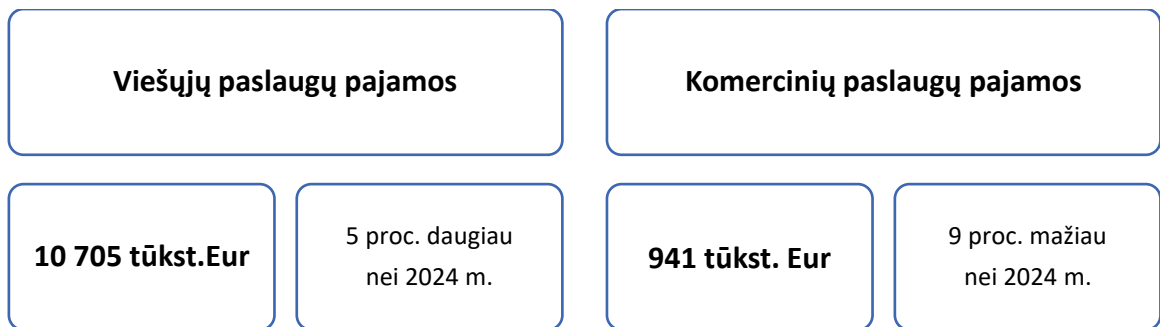 Viešųjų paslaugų pajamos
Komercinių paslaugų pajamos
10 705 tūkst.Eur
5 proc. daugiau
nei 2024 m.
941 tūkst. Eur
9 proc. mažiau
nei 2024 m.